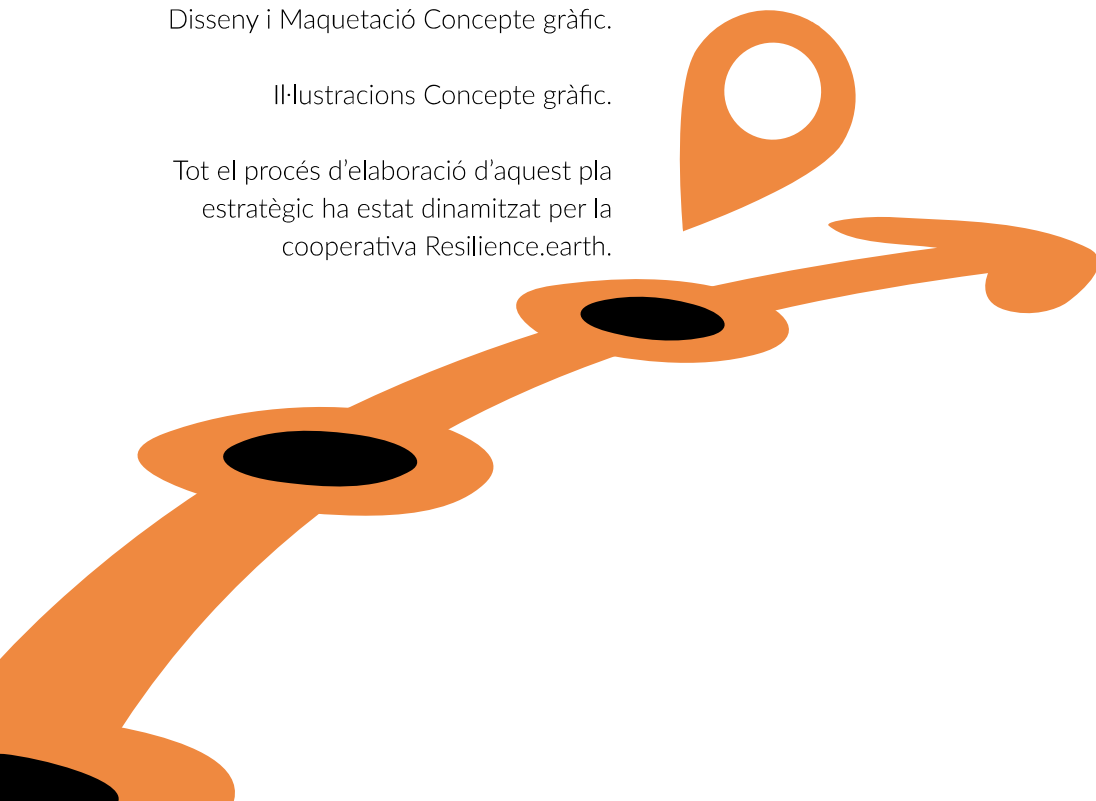 Disseny i Maquetació Concepte gràfic.
Il·lustracions Concepte gràfic.
Tot el procés d’elaboració d’aquest pla
estratègic ha estat dinamitzat per la
cooperativa Resilience.earth.